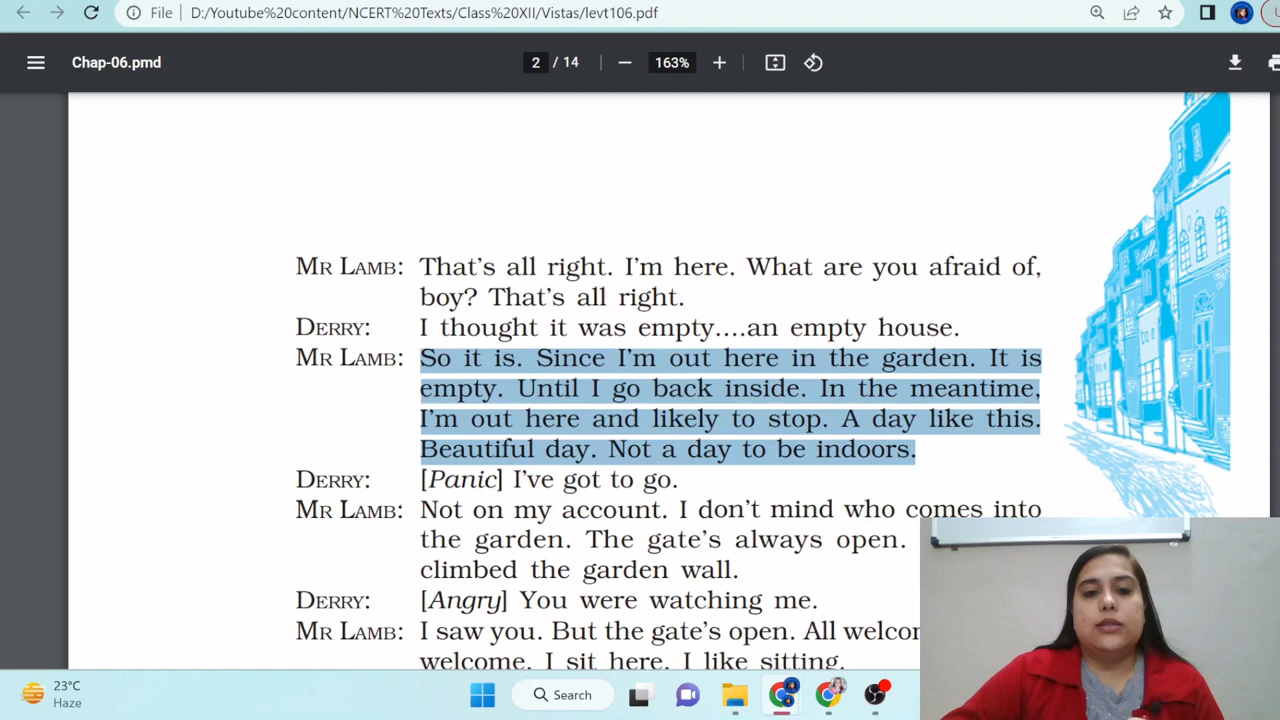 File D:/Youtube%20content/NCERT%20Texts/Class%20XII/Vistas/levt106.pdf
Chap-06.pmd 2 / 14 163%
MR LAMB: That's all right. I'm here. What are you afraid of,
boy? That's all right.
DERRY: I thought it was empty....an empty house.
MR LAMB: So it is. Since I'm out here in the garden. It is
empty. Until I go back inside. In the meantime,
I'm out here and likely to stop. A day like this.
Beautiful day. Not a day to be indoors.
DERRY: [Panic] I've got to go.
MR LAMB: Not on my account. I don't mind who comes into
the garden. The gate's always open.
climbed the garden wall.
DERRY: [Angry] You were watching me.
MR LAMB: I saw you. But the gate's open. All welcom
welcome. I sit here. I like sitting.
23°C
Haze
Search